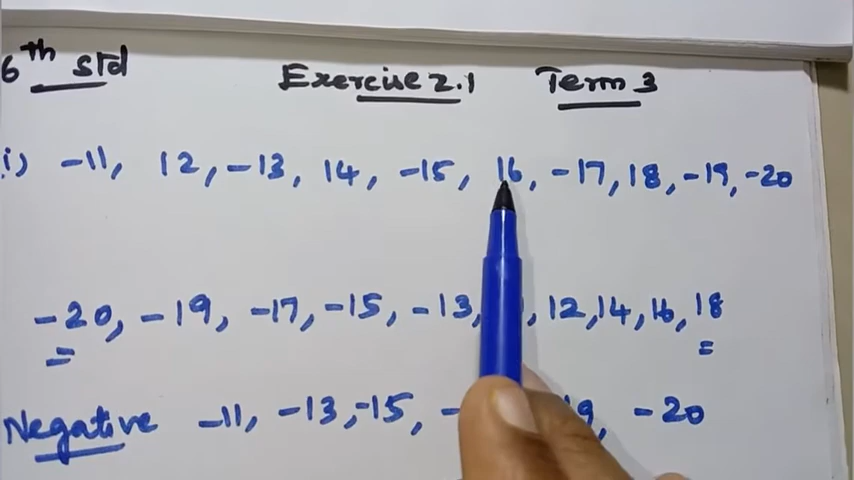 6th std Exercise 2.1 Term 3
i) -11, 12, -13, 14, -15, 16, -17, 18, -19, -20
-20, -19, -17, -15, -13, , 12, 14, 16, 18
Negative -11, -13, -15, - 19, -20